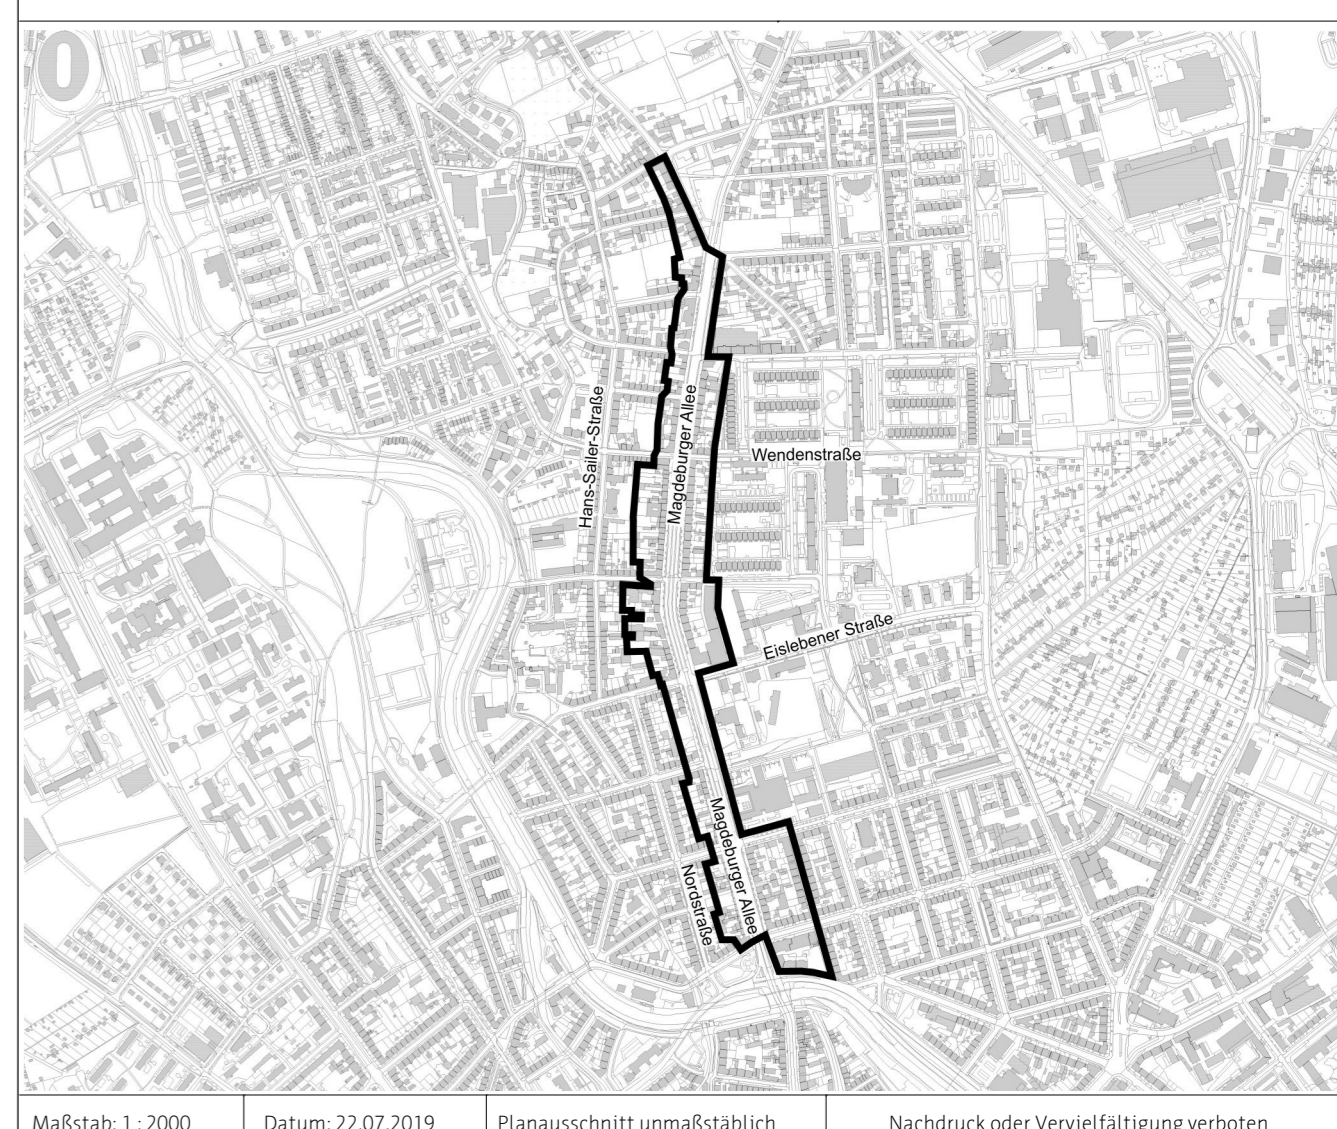 Hans-Sailer-Straße
Magdeburger Allee
Wendenstraße
Eislebener Straße
Magdeburger Allee
Nordstraße
Maßstab: 1 : 2000
Datum: 22.07.2019
Planausschnitt unmaßstäblich
Nachdruck oder Vervielfältigung verboten